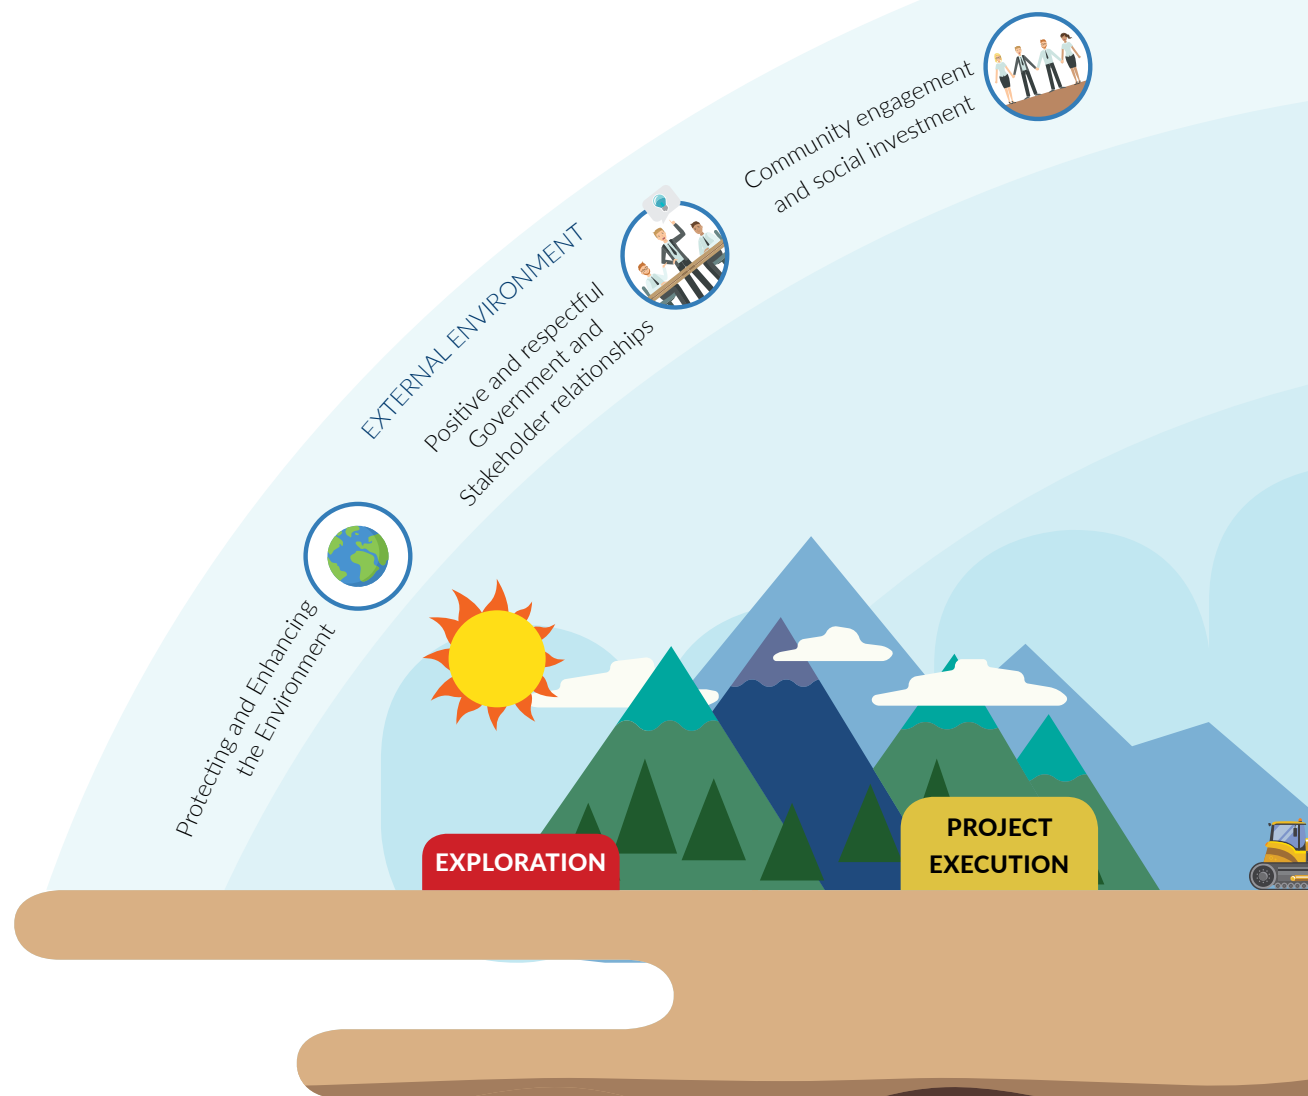 Community engagement
and social investment
EXTERNAL ENVIRONMENT
Positive and respectful
Government and
Stakeholder relationships
Protecting and Enhancing
the Environment
EXPLORATION
PROJECT
EXECUTION